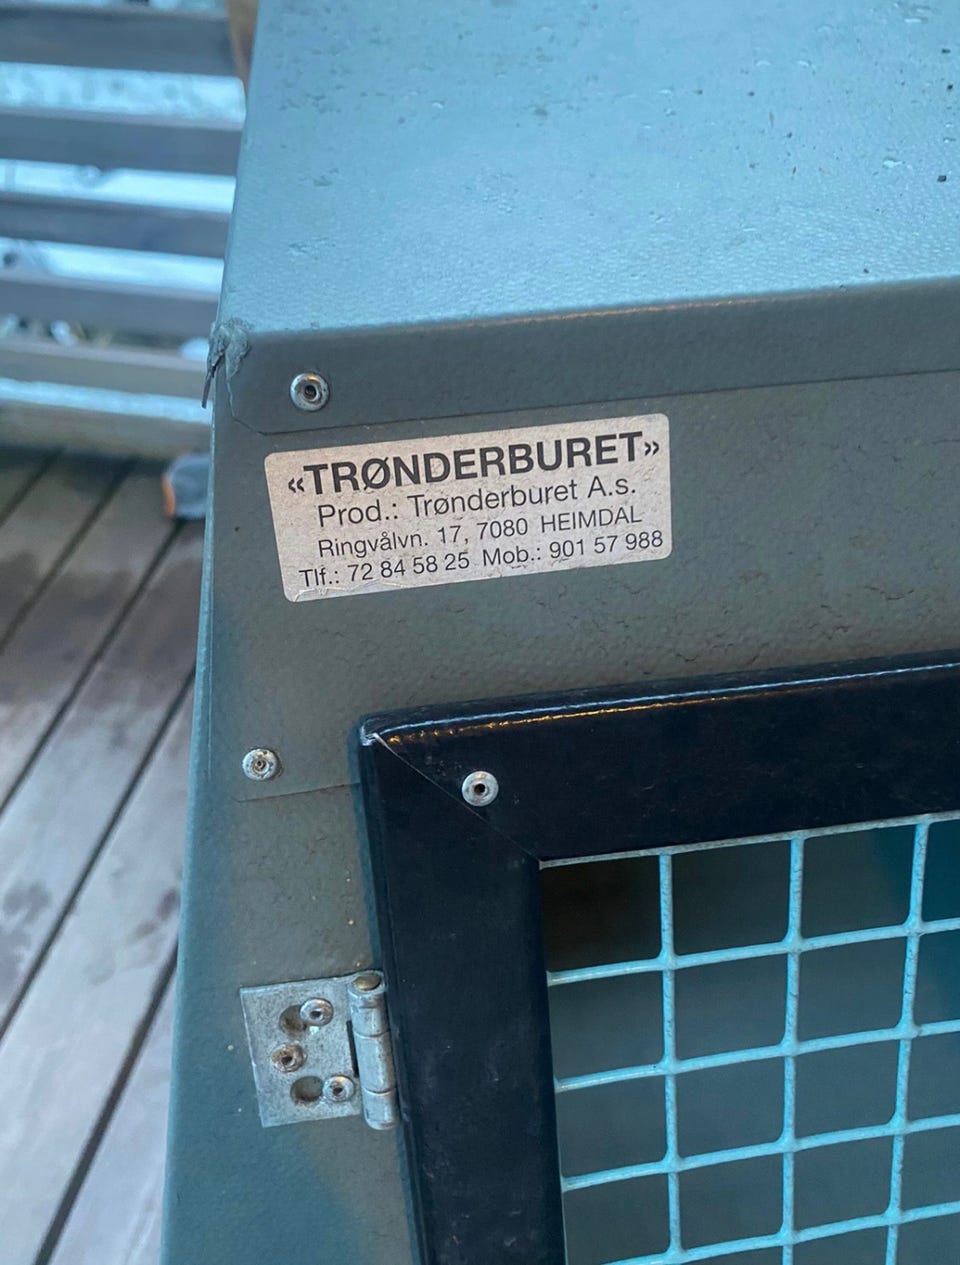 «TRØNDERBURET»
Prod.: Trønderburet A.s.
Ringvålvn. 17, 7080 HEIMDAL
Tlf.: 72 84 58 25 Mob.: 901 57 988